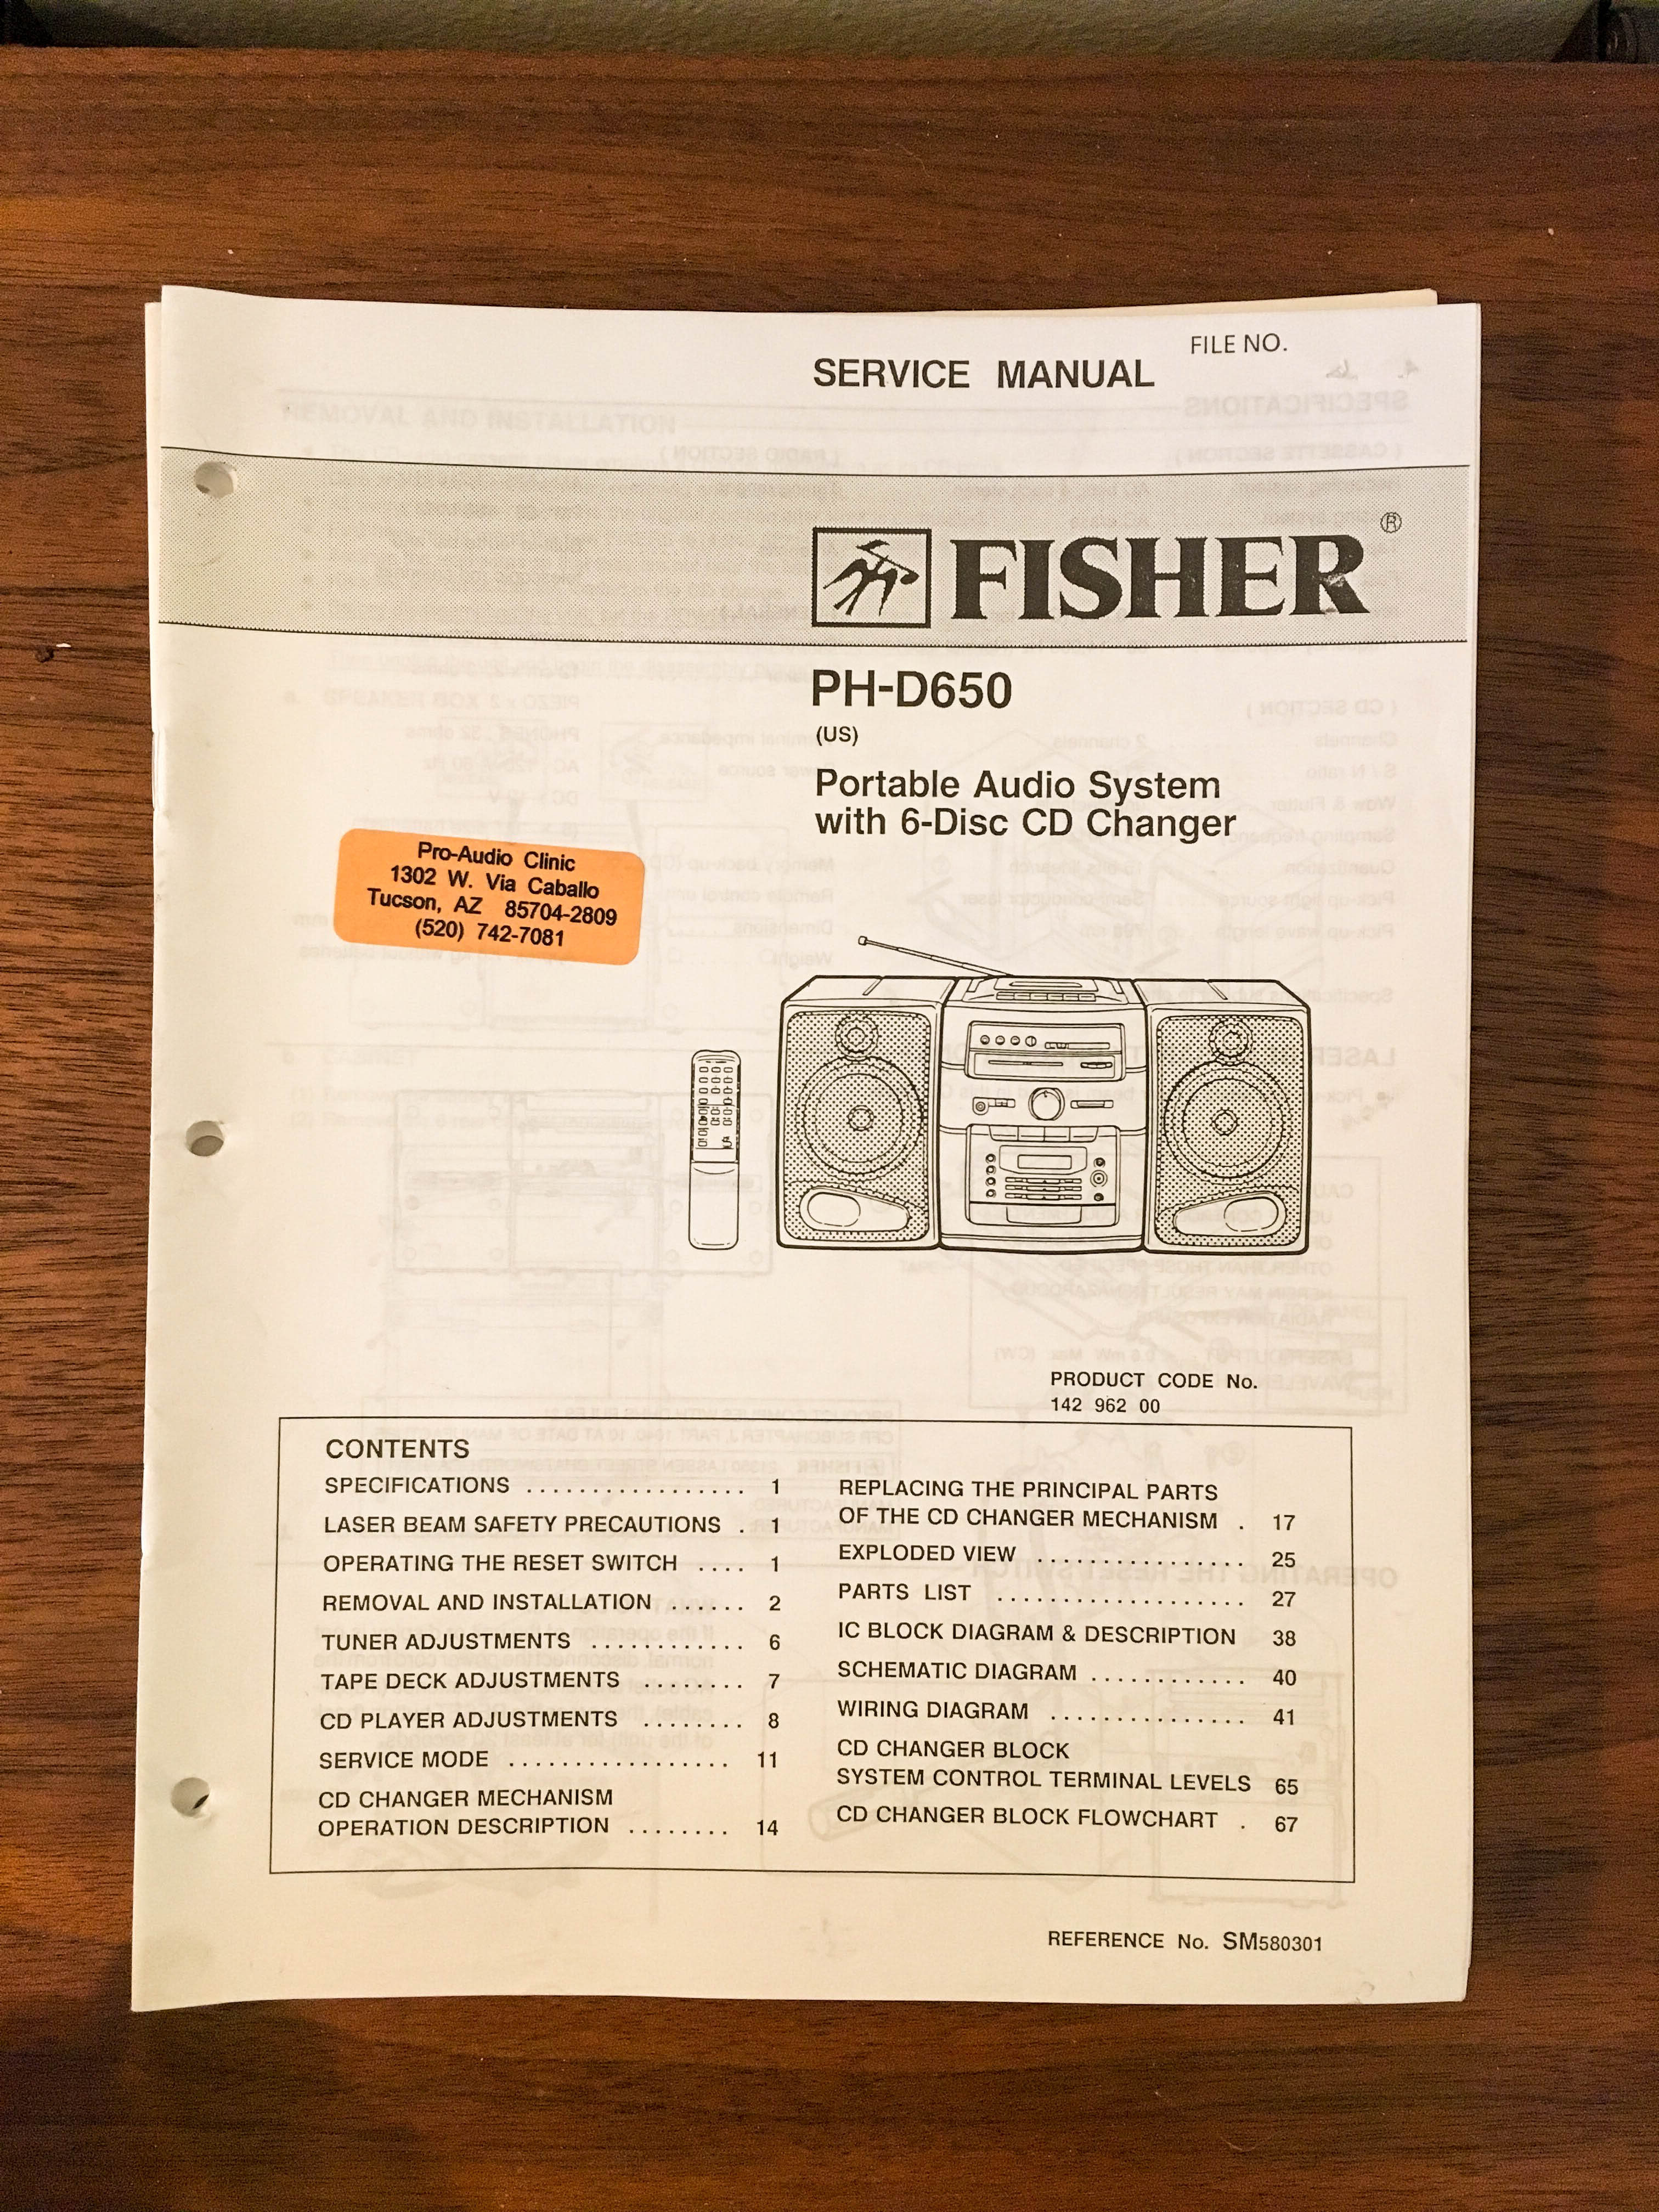 FILE NO.
SERVICE MANUAL
FISHER®
PH-D650
(US)
Portable Audio System
with 6-Disc CD Changer
Pro-Audio Clinic
1302 W. Via Caballo
Tucson, AZ 85704-2809
(520) 742-7081
PRODUCT CODE No.
142 962 00
CONTENTS
SPECIFICATIONS ................. 1
LASER BEAM SAFETY PRECAUTIONS . 1
OPERATING THE RESET SWITCH .... 1
REMOVAL AND INSTALLATION ...... 2
TUNER ADJUSTMENTS ............ 6
TAPE DECK ADJUSTMENTS ........ 7
CD PLAYER ADJUSTMENTS ........ 8
SERVICE MODE ................. 11
CD CHANGER MECHANISM
OPERATION DESCRIPTION ........ 14
REPLACING THE PRINCIPAL PARTS
OF THE CD CHANGER MECHANISM . 17
EXPLODED VIEW ................ 25
PARTS LIST ................... 27
IC BLOCK DIAGRAM & DESCRIPTION 38
SCHEMATIC DIAGRAM ............ 40
WIRING DIAGRAM ............... 41
CD CHANGER BLOCK
SYSTEM CONTROL TERMINAL LEVELS 65
CD CHANGER BLOCK FLOWCHART . 67
REFERENCE No. SM580301